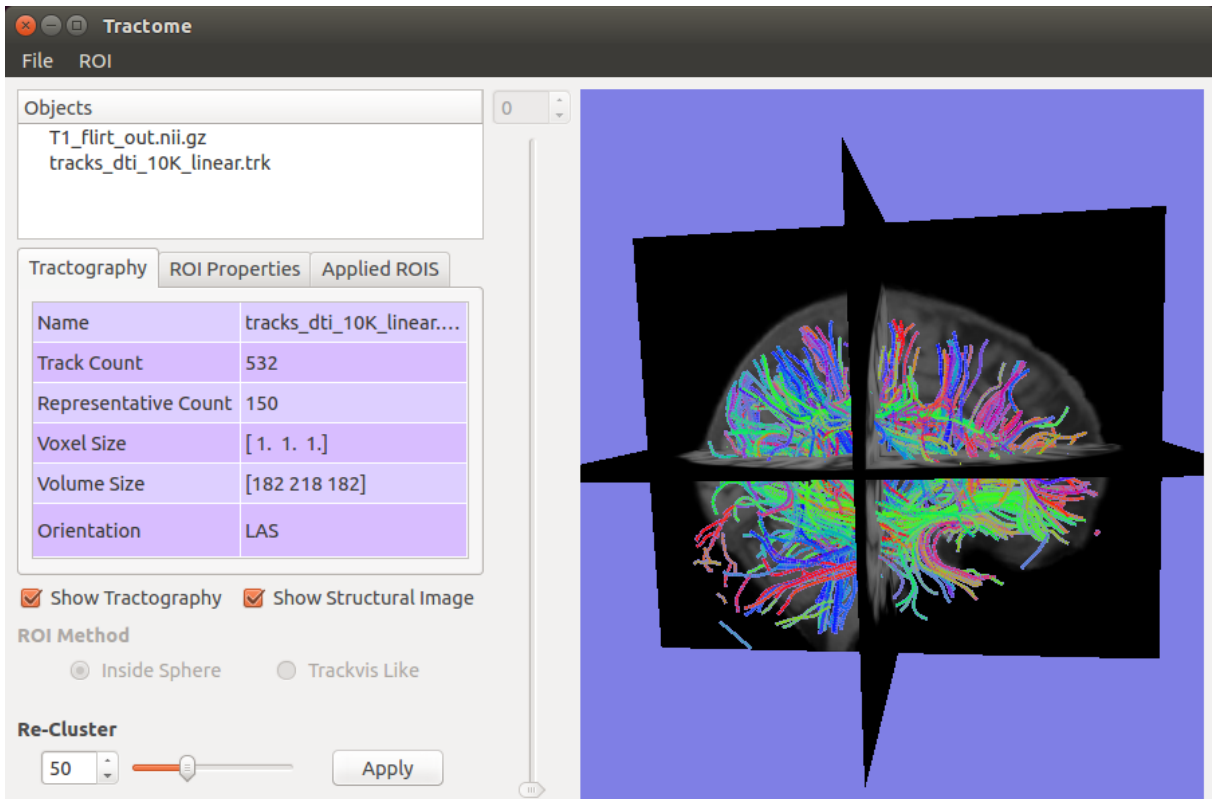 Tractome
File ROI
Objects
T1_flirt_out.nii.gz
tracks_dti_10K_linear.trk
0
Tractography ROI Properties Applied ROIS
Name tracks_dti_10K_linear....
Track Count 532
Representative Count 150
Voxel Size [ 1. 1. 1.]
Volume Size [182 218 182]
Orientation LAS
Show Tractography Show Structural Image
ROI Method
Inside Sphere Trackvis Like
Re-Cluster
50 Apply